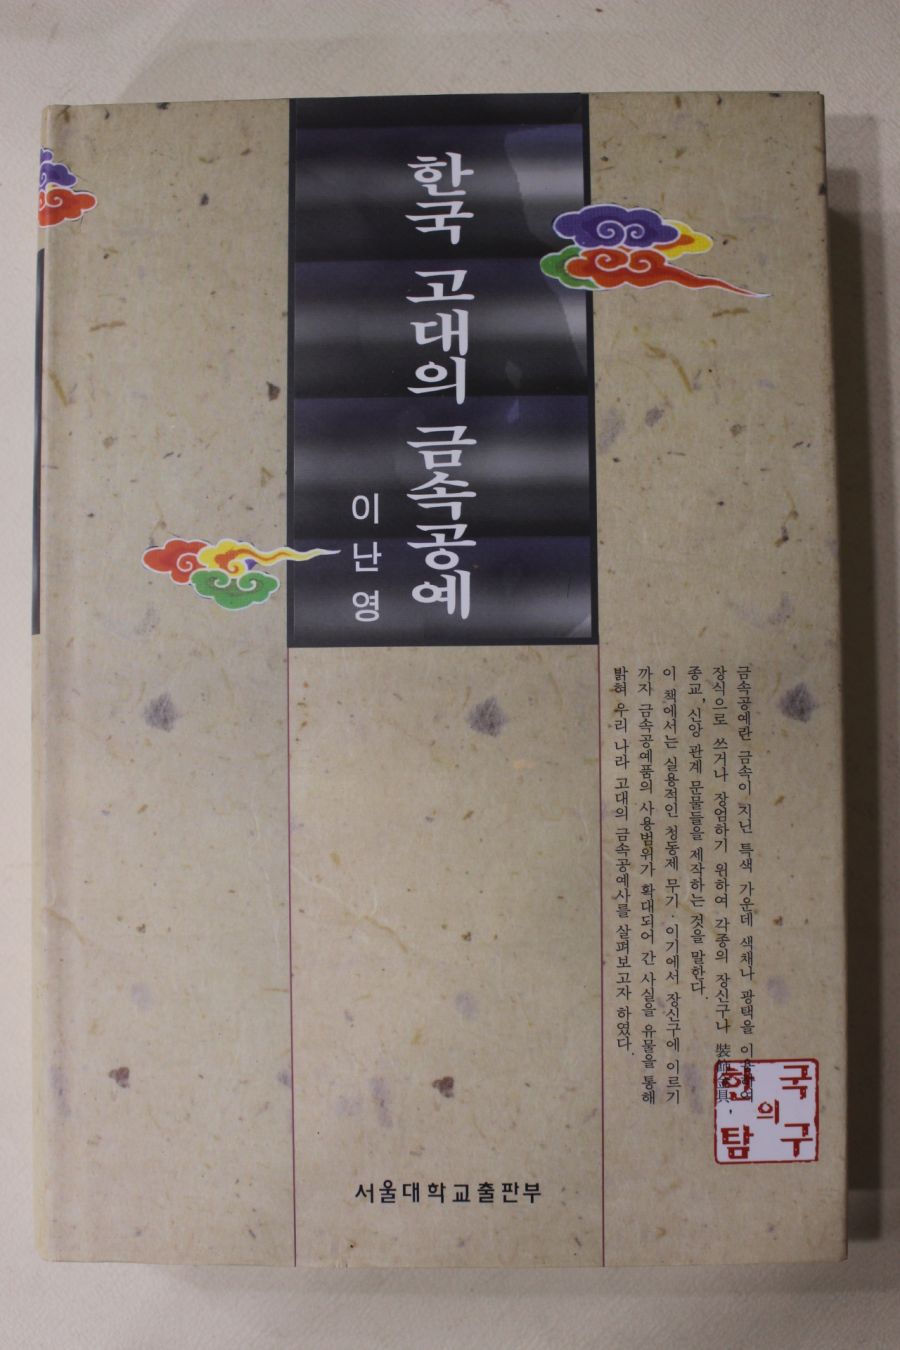 한국 고대의 금속공예
이난영
금속공예란 금속이 지닌 특색 가운데 색채나 광택을 이용하여
장식으로 쓰거나 장엄하기 위하여 각종의 장신구나 裝飾金具,
종교, 신앙 관계 문물들을 제작하는 것을 말한다.
이 책에서는 실용적인 청동제 무기·이기에서 장신구에 이르기
까지 금속공예품의 사용범위가 확대되어 간 사실을 유물을 통해
밝혀 우리 나라 고대의 금속공예사를 살펴보고자 하였다.
한국
의
탐구
서울대학교출판부